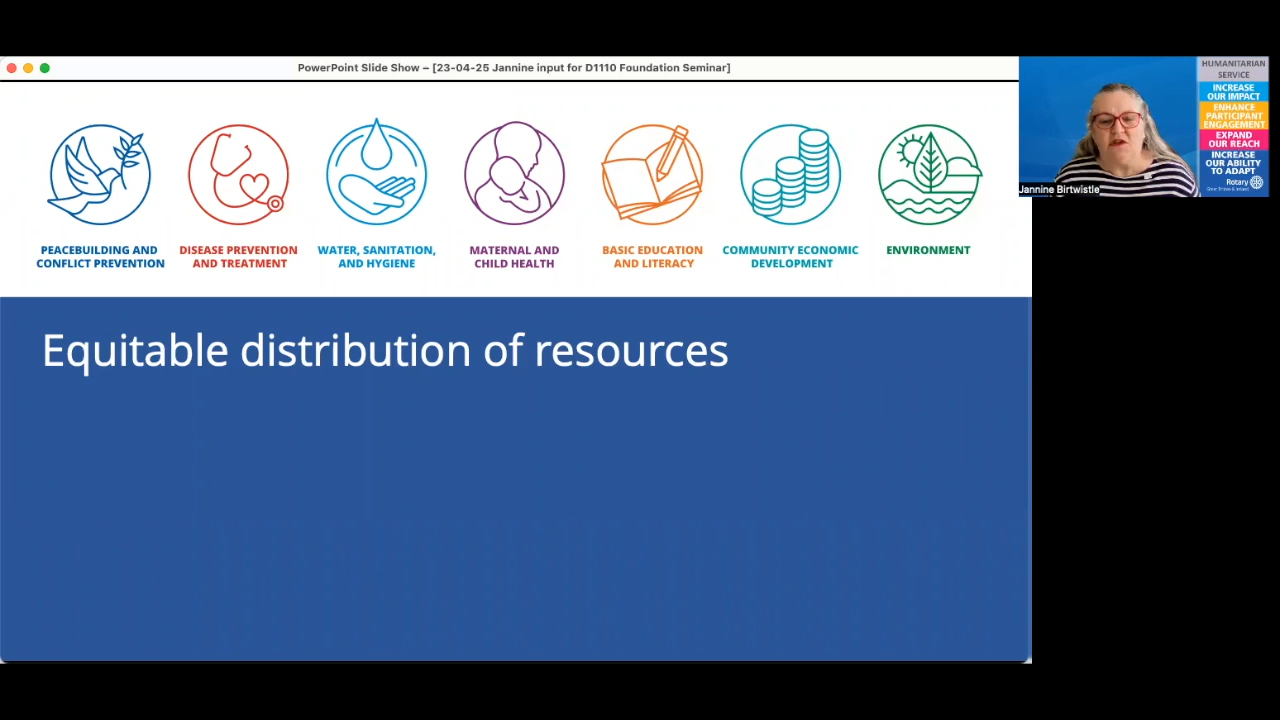 PowerPoint Slide Show – [23-04-25 Jannine input for D1110 Foundation Seminar]
PEACEBUILDING AND
CONFLICT PREVENTION
DISEASE PREVENTION
AND TREATMENT
WATER, SANITATION,
AND HYGIENE
MATERNAL AND
CHILD HEALTH
BASIC EDUCATION
AND LITERACY
COMMUNITY ECONOMIC
DEVELOPMENT
ENVIRONMENT
Equitable distribution of resources
HUMANITARIAN
SERVICE
INCREASE
OUR IMPACT
ENHANCE
PARTICIPANT
ENGAGEMENT
EXPAND
OUR REACH
INCREASE
OUR ABILITY
TO ADAPT
Rotary
Great Britain & Ireland
Jannine Birtwistle